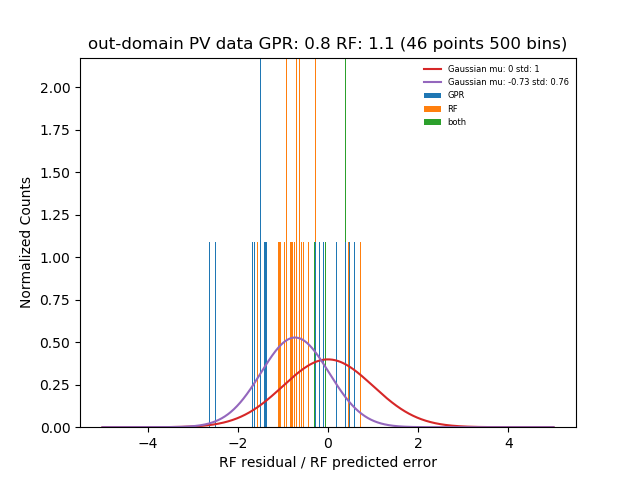 out-domain PV data GPR: 0.8 RF: 1.1 (46 points 500 bins)
Gaussian mu: 0 std: 1
Gaussian mu: -0.73 std: 0.76
GPR
RF
both
Normalized Counts
2.00
1.75
1.50
1.25
1.00
0.75
0.50
0.25
0.00
−4
−2
0
2
4
RF residual / RF predicted error